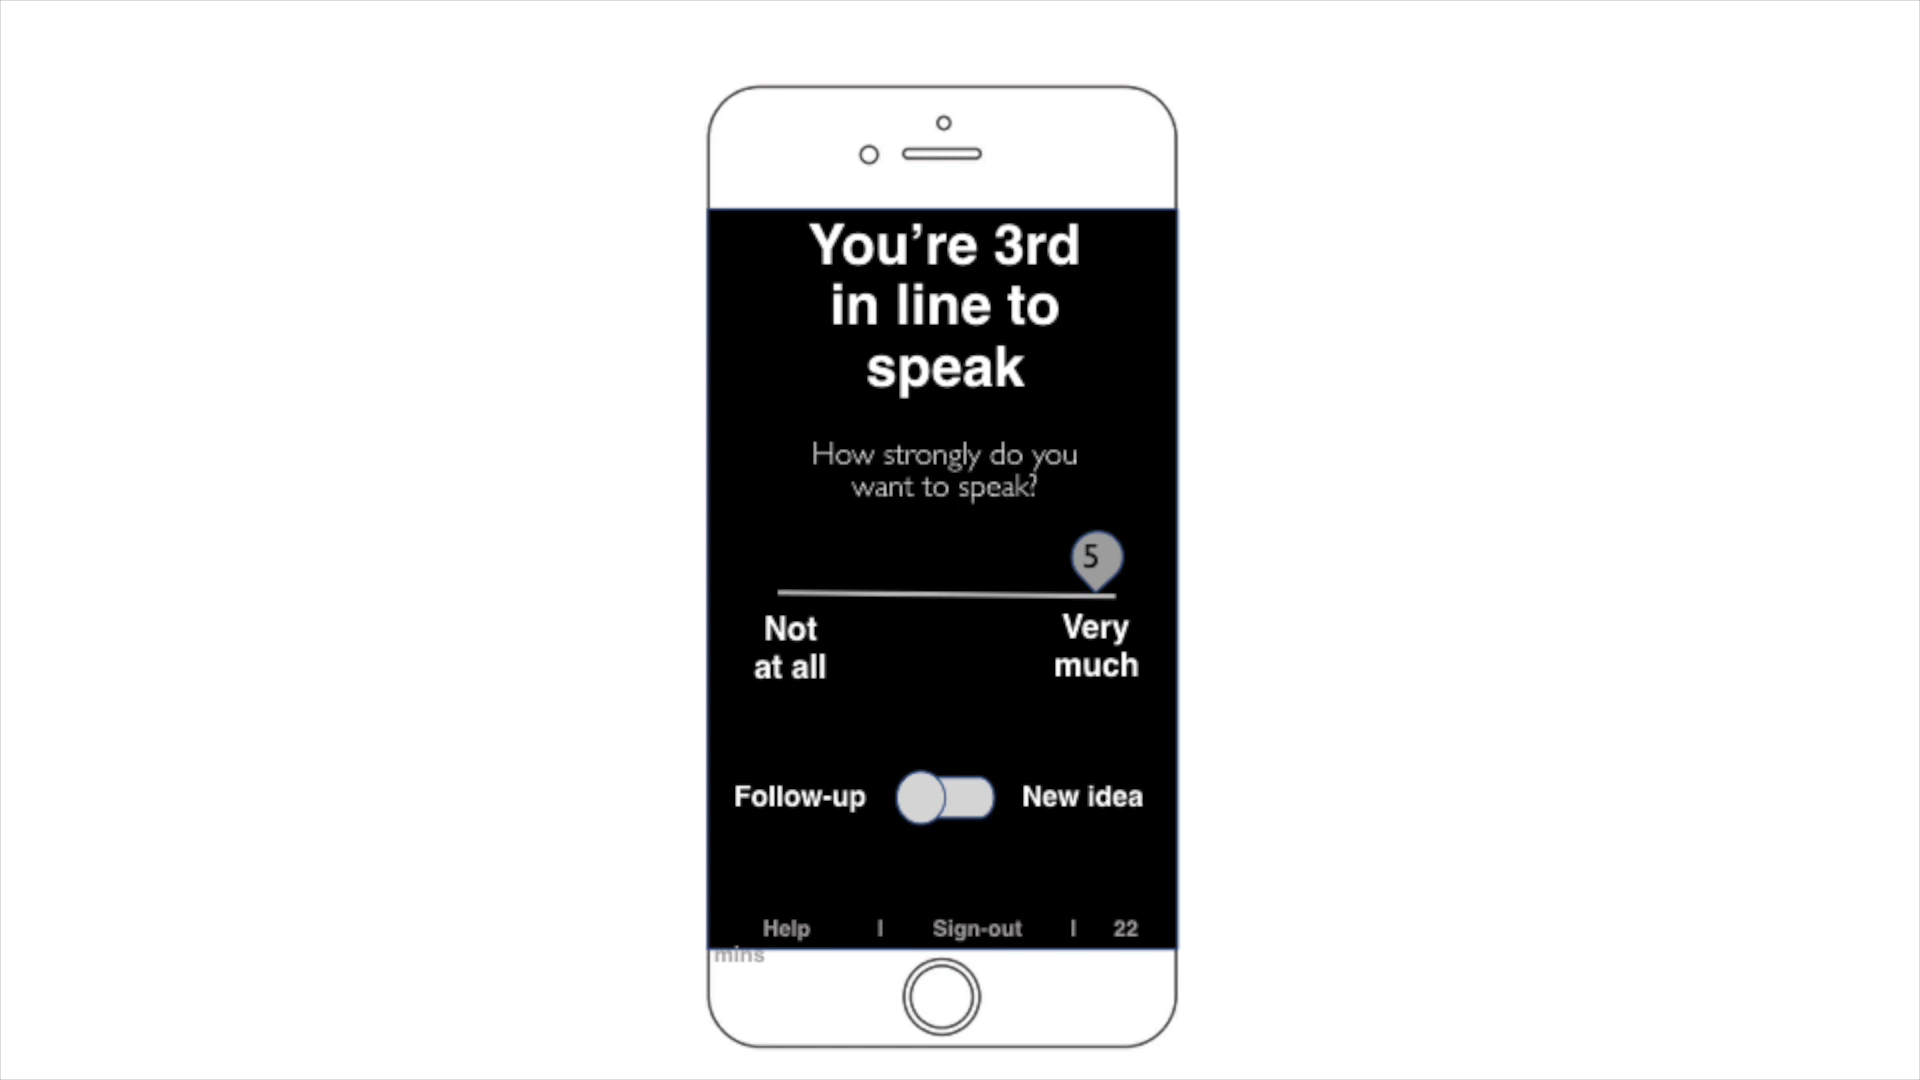 You’re 3rd
in line to
speak
How strongly do you
want to speak?
5
Not
at all
Very
much
Follow-up
New idea
Help | Sign-out | 22
mins